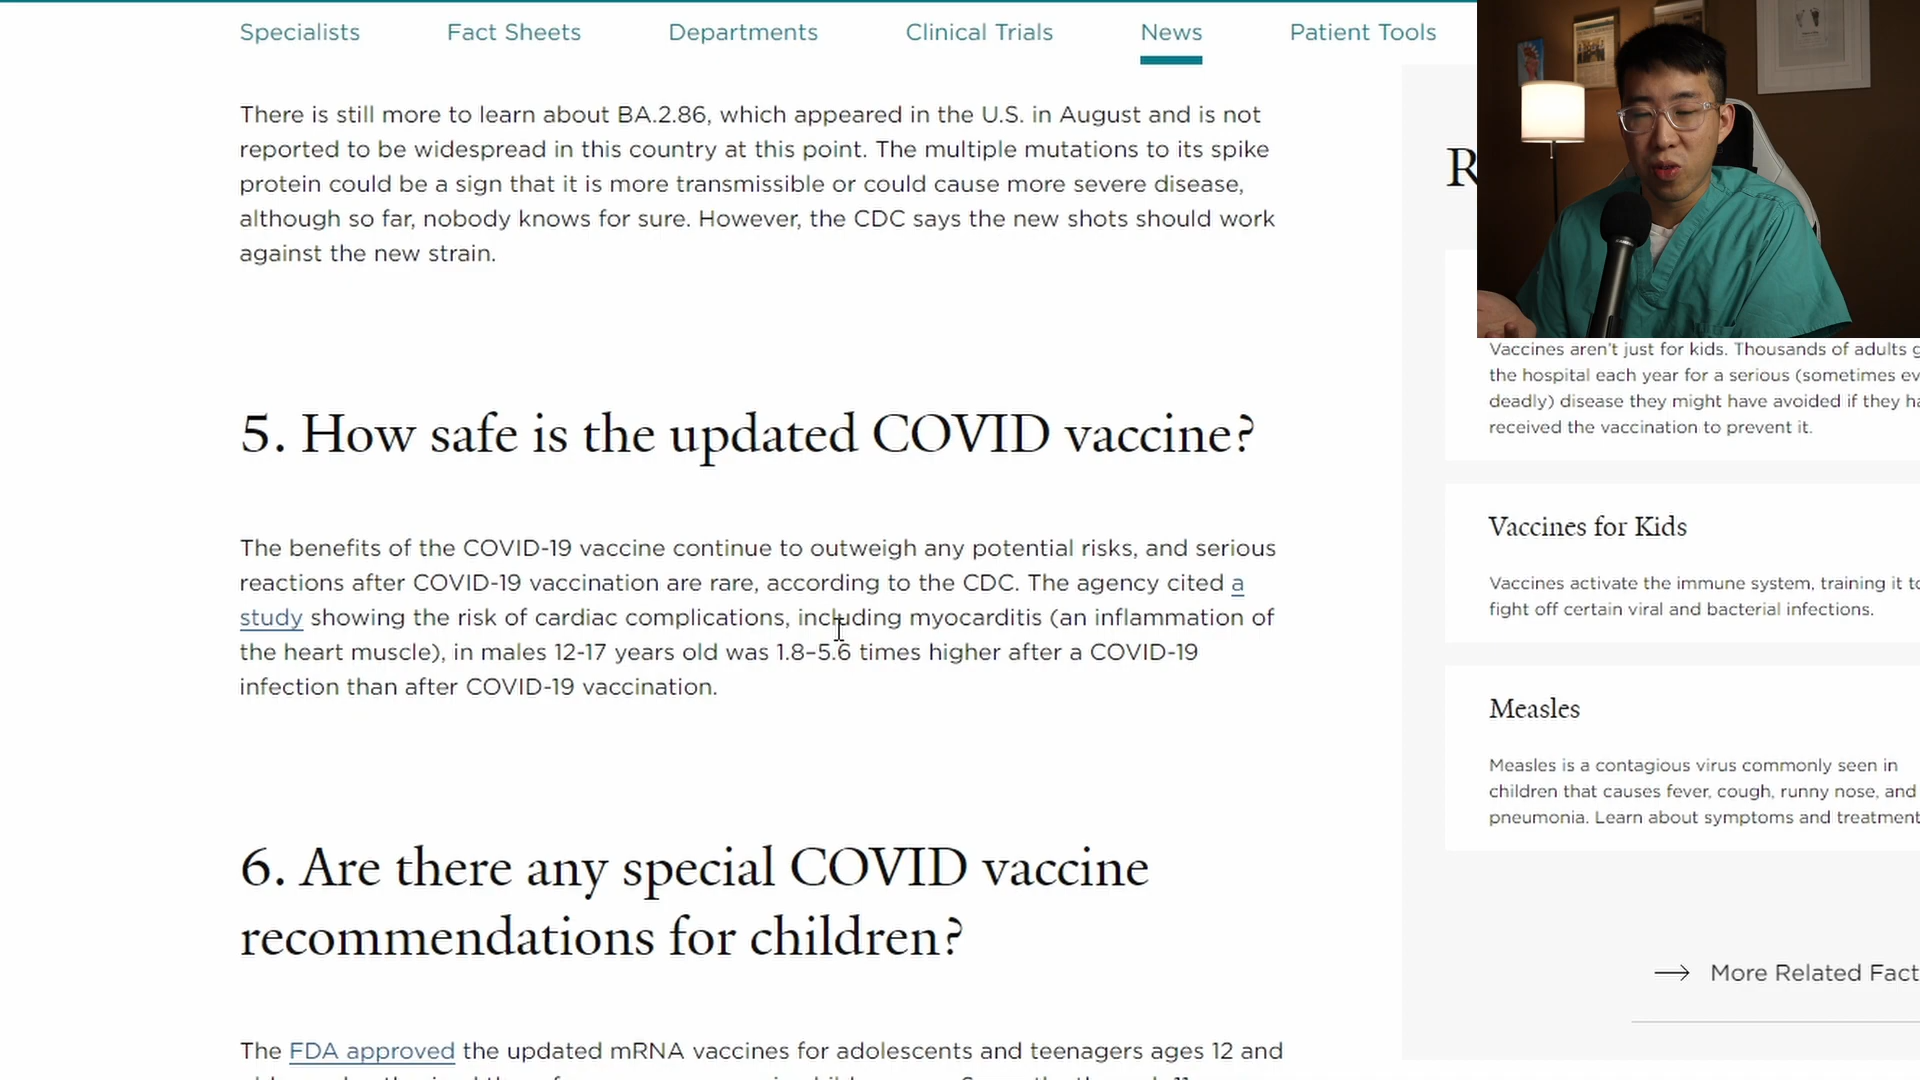 Specialists
Fact Sheets
Departments
Clinical Trials
News
Patient Tools
There is still more to learn about BA.2.86, which appeared in the U.S. in August and is not
reported to be widespread in this country at this point. The multiple mutations to its spike
protein could be a sign that it is more transmissible or could cause more severe disease,
although so far, nobody knows for sure. However, the CDC says the new shots should work
against the new strain.
5. How safe is the updated COVID vaccine?
The benefits of the COVID-19 vaccine continue to outweigh any potential risks, and serious
reactions after COVID-19 vaccination are rare, according to the CDC. The agency cited a
study showing the risk of cardiac complications, including myocarditis (an inflammation of
the heart muscle), in males 12-17 years old was 1.8–5.6 times higher after a COVID-19
infection than after COVID-19 vaccination.
6. Are there any special COVID vaccine
recommendations for children?
The FDA approved the updated mRNA vaccines for adolescents and teenagers ages 12 and
R
Vaccines aren't just for kids. Thousands of adults g
the hospital each year for a serious (sometimes ev
deadly) disease they might have avoided if they ha
received the vaccination to prevent it.
Vaccines for Kids
Vaccines activate the immune system, training it to
fight off certain viral and bacterial infections.
Measles
Measles is a contagious virus commonly seen in
children that causes fever, cough, runny nose, and
pneumonia. Learn about symptoms and treatment
More Related Fact